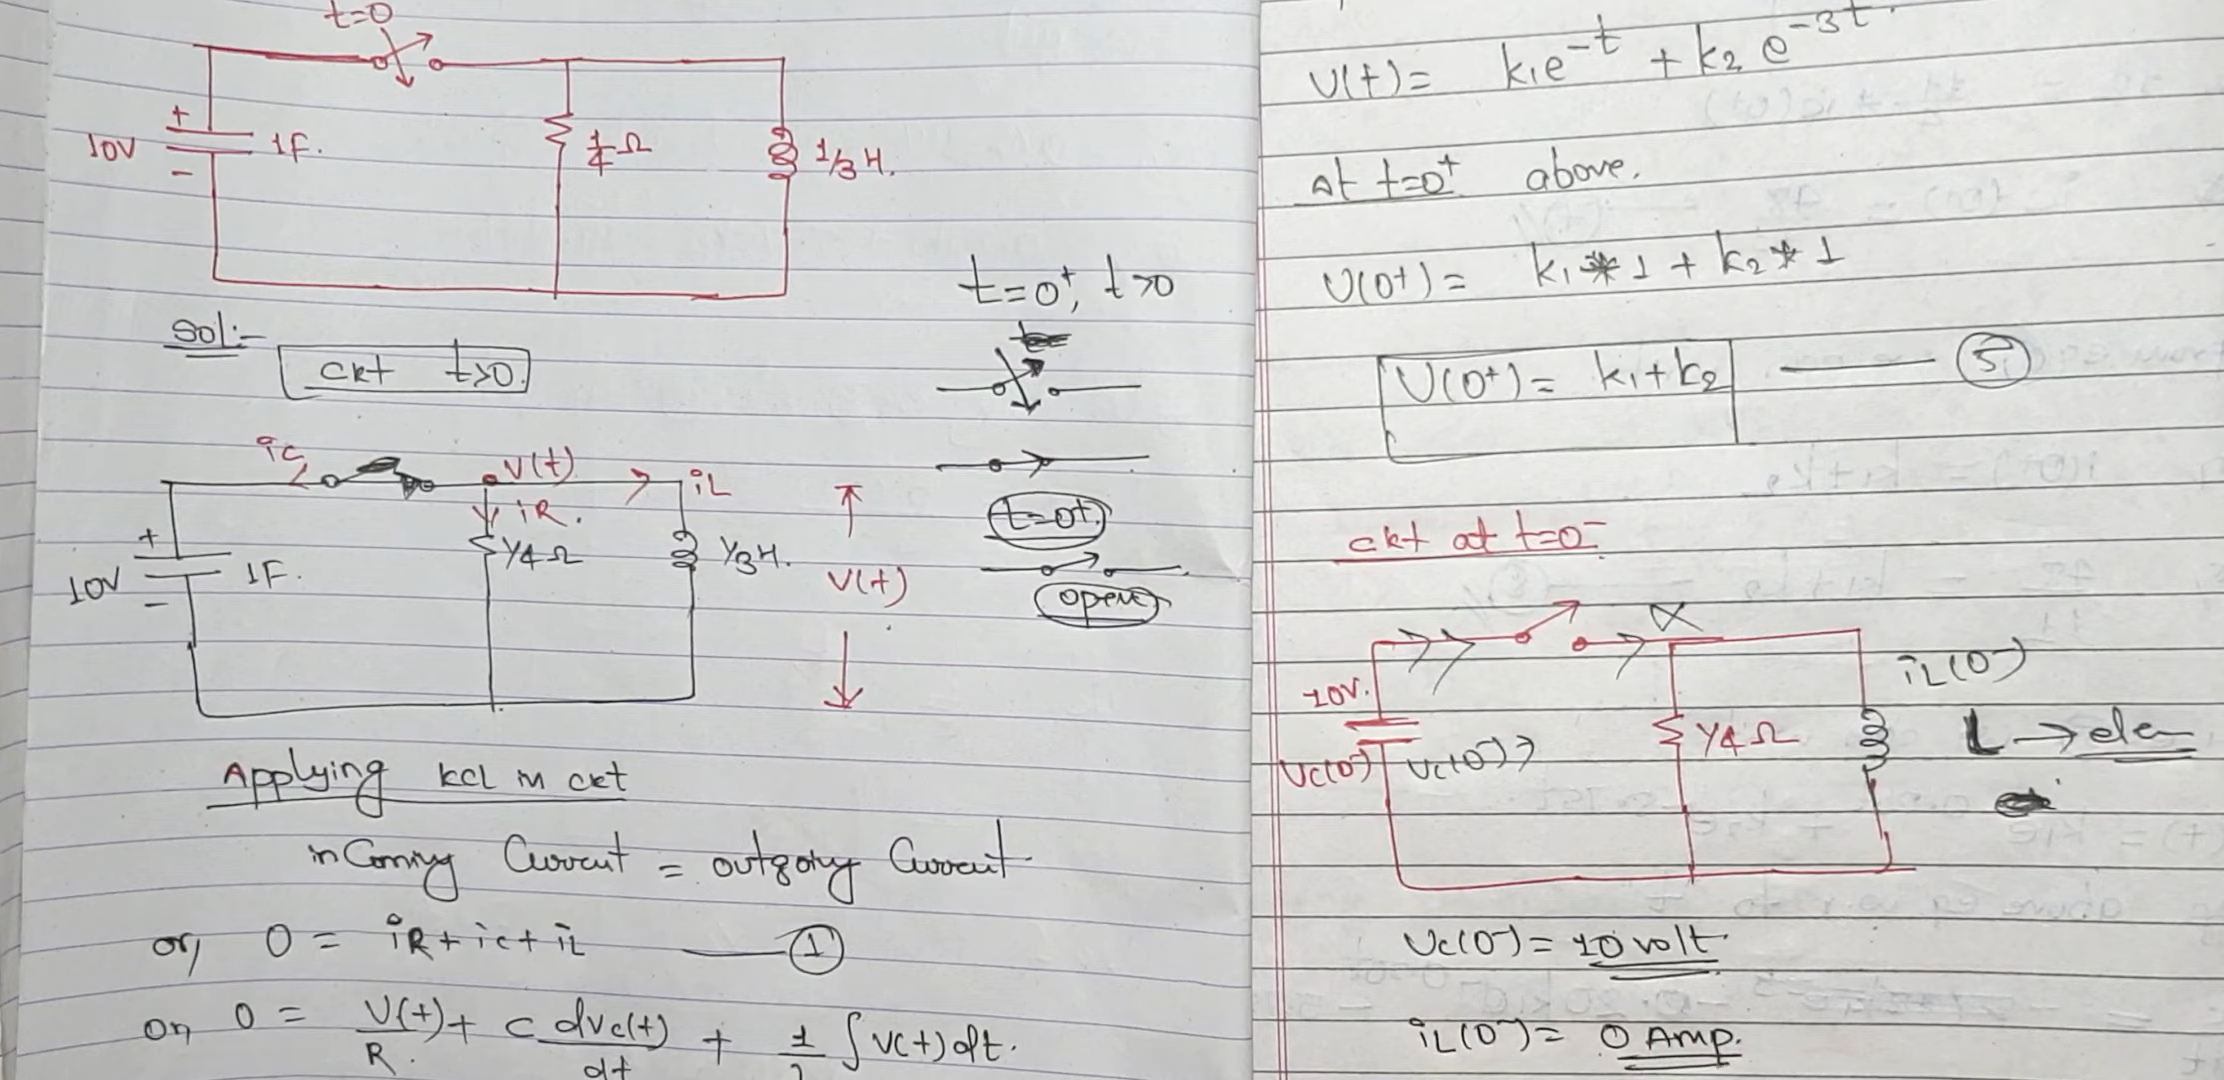 t=0
10V + - 1F. 1/4 Ω 1/3 H.
t=0⁺, t>0
Sol:-
ckt t>0.
ic V(t) iL
iR.
10V + - 1F. 1/4 Ω 1/3 H. V(t)
t=0+.
open
Applying kcl in ckt
incoming Current = outgoing Current
or, 0 = iR + ic + iL ——— ①
or 0 = V(t)/R. + C dVc(t)/dt + 1/ ∫ V(t) dt.
V(t) = k₁e^-t + k₂ e^-3t.
At t=0⁺ above.
V(0+) = k₁ * 1 + k₂ * 1
V(0⁺) = k₁ + k₂ ——— ⑤
ckt at t=0⁻
10V. iL(0⁻)
Vc(0⁻) Vc(0⁻)→ 1/4 Ω L →
Vc(0⁻) = 10 volt.
iL(0⁻) = 0 Amp.